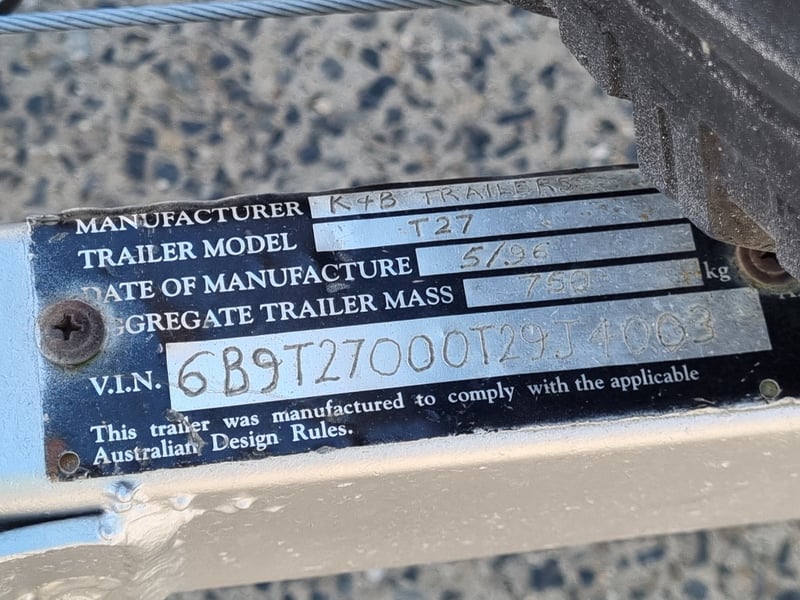 MANUFACTURER K&B TRAILERS
TRAILER MODEL T27
DATE OF MANUFACTURE 5/96
AGGREGATE TRAILER MASS 750 kg
V.I.N. 6B9T27000T29J4003
This trailer was manufactured to comply with the applicable
Australian Design Rules.